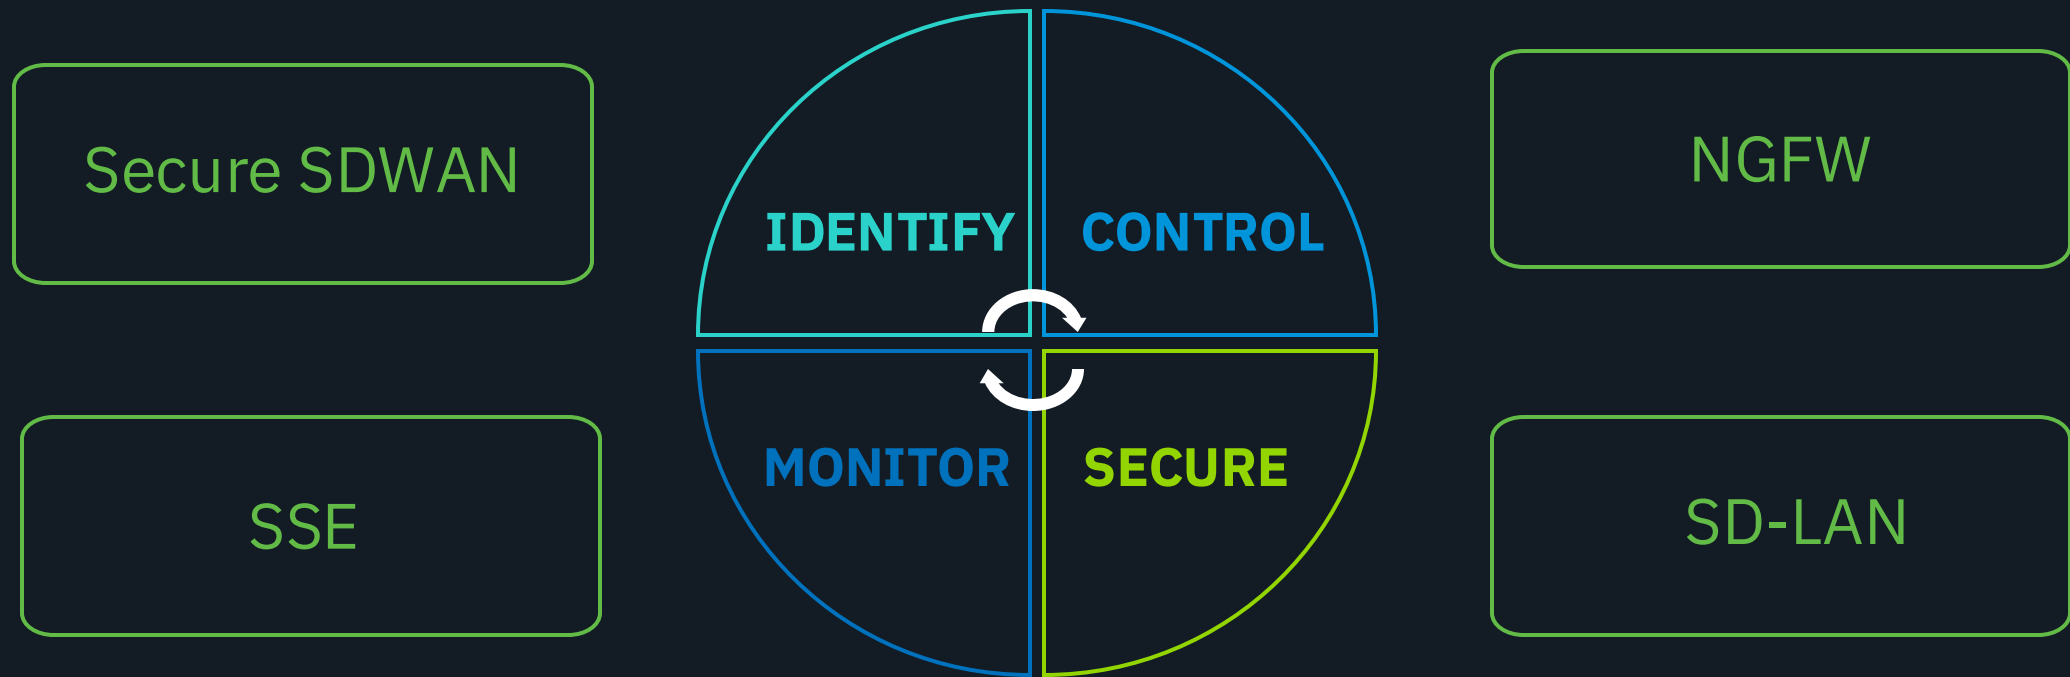 Secure SDWAN
IDENTIFY
CONTROL
NGFW
SSE
MONITOR
SECURE
SD-LAN